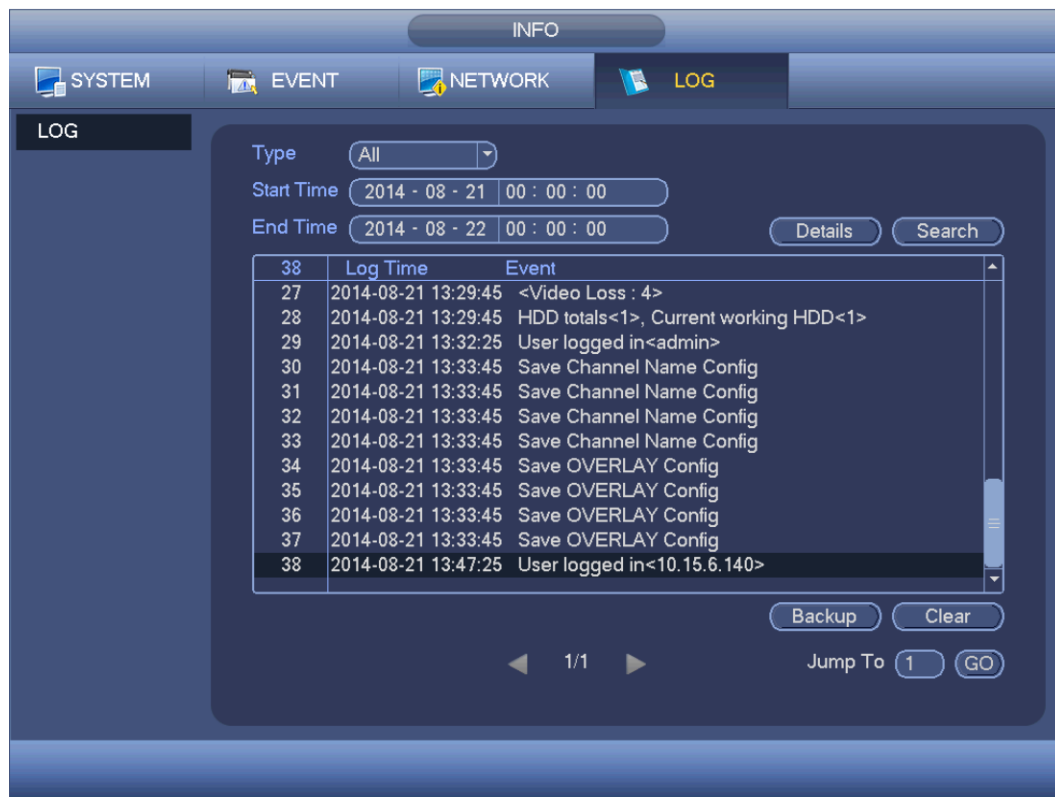 INFO
SYSTEM EVENT NETWORK LOG
LOG
Type All
Start Time 2014 - 08 - 21 00 : 00 : 00
End Time 2014 - 08 - 22 00 : 00 : 00
Details Search
38 Log Time Event
27 2014-08-21 13:29:45 <Video Loss : 4>
28 2014-08-21 13:29:45 HDD totals<1>, Current working HDD<1>
29 2014-08-21 13:32:25 User logged in<admin>
30 2014-08-21 13:33:45 Save Channel Name Config
31 2014-08-21 13:33:45 Save Channel Name Config
32 2014-08-21 13:33:45 Save Channel Name Config
33 2014-08-21 13:33:45 Save Channel Name Config
34 2014-08-21 13:33:45 Save OVERLAY Config
35 2014-08-21 13:33:45 Save OVERLAY Config
36 2014-08-21 13:33:45 Save OVERLAY Config
37 2014-08-21 13:33:45 Save OVERLAY Config
38 2014-08-21 13:47:25 User logged in<10.15.6.140>
Backup Clear
1/1 Jump To 1 GO